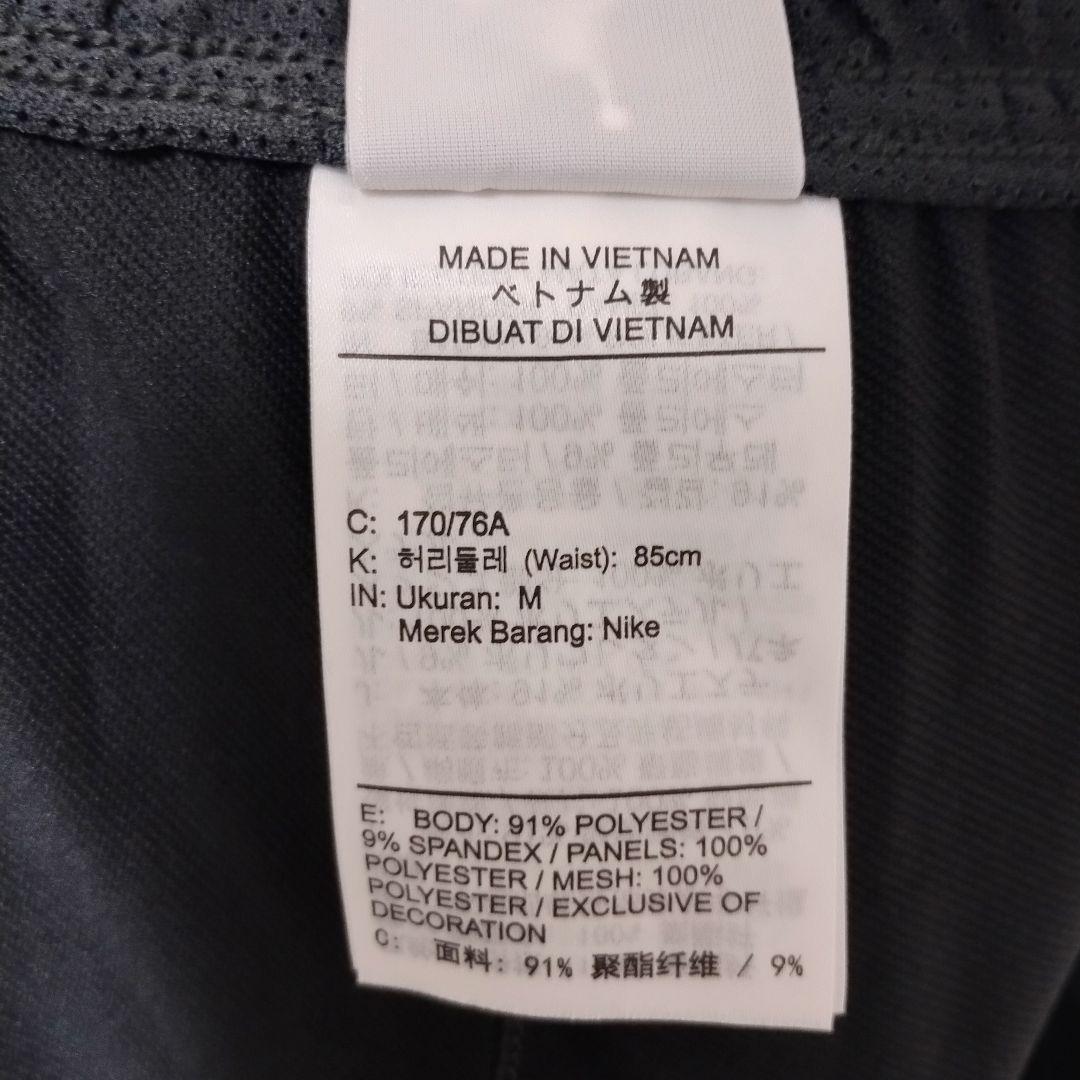 MADE IN VIETNAM
ベトナム製
DIBUAT DI VIETNAM
C: 170/76A
K: 허리둘레 (Waist): 85cm
IN: Ukuran: M
Merek Barang: Nike
E: BODY: 91% POLYESTER /
9% SPANDEX / PANELS: 100%
POLYESTER / MESH: 100%
POLYESTER / EXCLUSIVE OF
DECORATION
C: 面料: 91% 聚酯纤维 / 9%